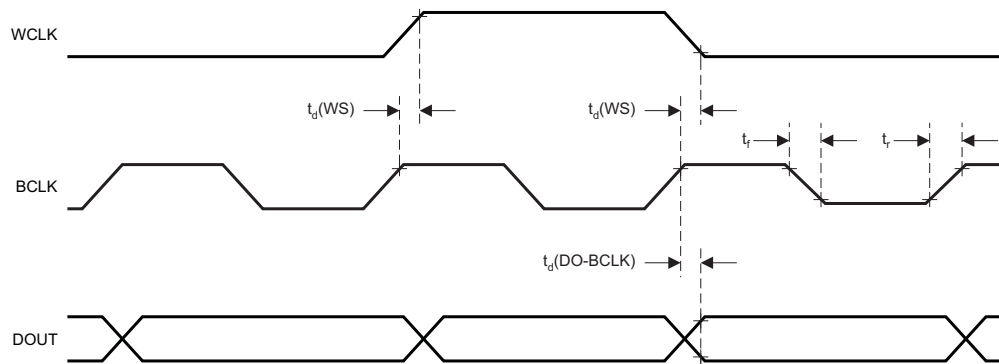 WCLK
t_d(WS)
t_d(WS)
t_f
t_r
BCLK
t_d(DO-BCLK)
DOUT